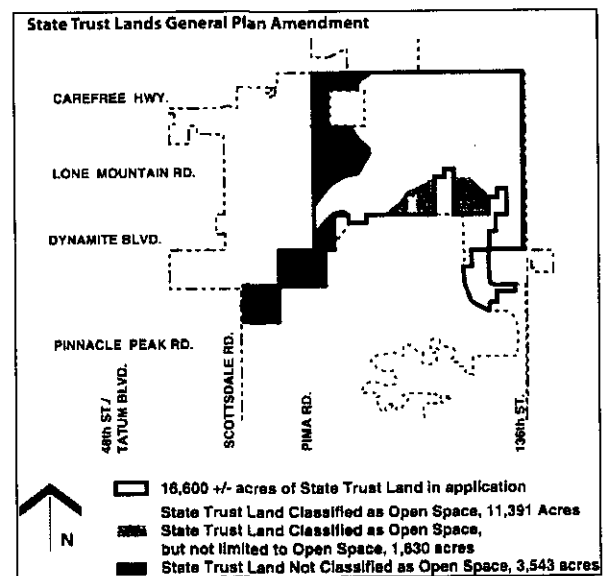 State Trust Lands General Plan Amendment
CAREFREE HWY.
LONE MOUNTAIN RD.
DYNAMITE BLVD.
PINNACLE PEAK RD.
48th ST./
TATUM BLVD.
SCOTTSDALE RD.
PIMA RD.
136th ST.
N
16,600 +/- acres of State Trust Land in application
State Trust Land Classified as Open Space, 11,391 Acres
State Trust Land Classified as Open Space,
but not limited to Open Space, 1,630 acres
State Trust Land Not Classified as Open Space, 3,543 acres